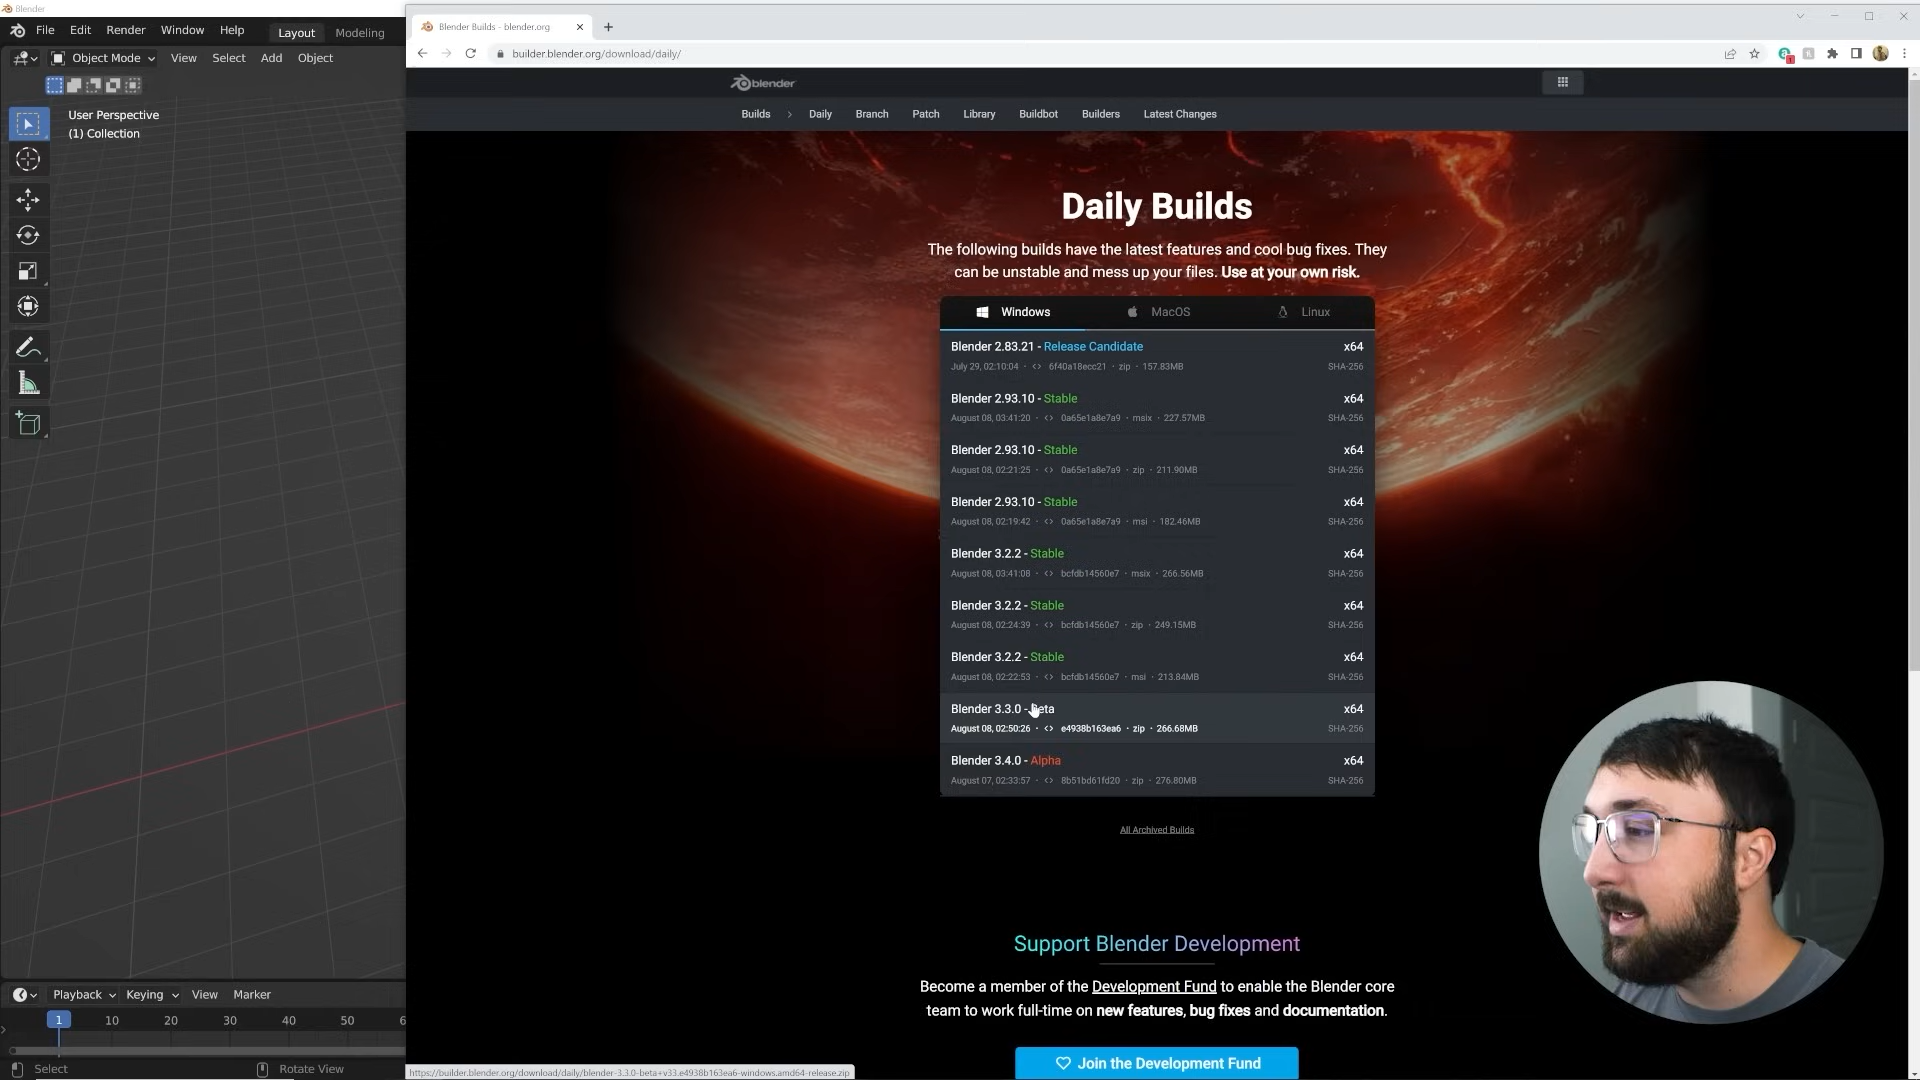 Blender
File Edit Render Window Help Layout Modeling
Object Mode View Select Add Object
User Perspective
(1) Collection
Playback Keying View Marker
1 10 20 30 40 50
Select Rotate View
Blender Builds - blender.org
builder.blender.org/download/daily/
blender
Builds Daily Branch Patch Library Buildbot Builders Latest Changes
Daily Builds
The following builds have the latest features and cool bug fixes. They
can be unstable and mess up your files. Use at your own risk.
Windows MacOS Linux
Blender 2.83.21 - Release Candidate x64
July 29, 02:10:04 · <> 6f40a18ecc21 · zip · 157.83MB SHA-256
Blender 2.93.10 - Stable x64
August 08, 03:41:20 · <> 0a65e1a8e7a9 · msix · 227.57MB SHA-256
Blender 2.93.10 - Stable x64
August 08, 02:21:25 · <> 0a65e1a8e7a9 · zip · 211.90MB SHA-256
Blender 2.93.10 - Stable x64
August 08, 02:19:42 · <> 0a65e1a8e7a9 · msi · 182.46MB SHA-256
Blender 3.2.2 - Stable x64
August 08, 03:41:08 · <> bcfdb14560e7 · msix · 266.56MB SHA-256
Blender 3.2.2 - Stable x64
August 08, 02:24:39 · <> bcfdb14560e7 · zip · 249.15MB SHA-256
Blender 3.2.2 - Stable x64
August 08, 02:22:53 · <> bcfdb14560e7 · msi · 213.84MB SHA-256
Blender 3.3.0 - Beta x64
August 08, 02:50:26 · <> e4938b163ea6 · zip · 266.68MB SHA-256
Blender 3.4.0 - Alpha x64
August 07, 02:33:57 · <> 8b51bd61fd20 · zip · 276.80MB SHA-256
All Archived Builds
Support Blender Development
Become a member of the Development Fund to enable the Blender core
team to work full-time on new features, bug fixes and documentation.
Join the Development Fund
https://builder.blender.org/download/daily/blender-3.3.0-beta+v33.e4938b163ea6-windows.amd64-release.zip